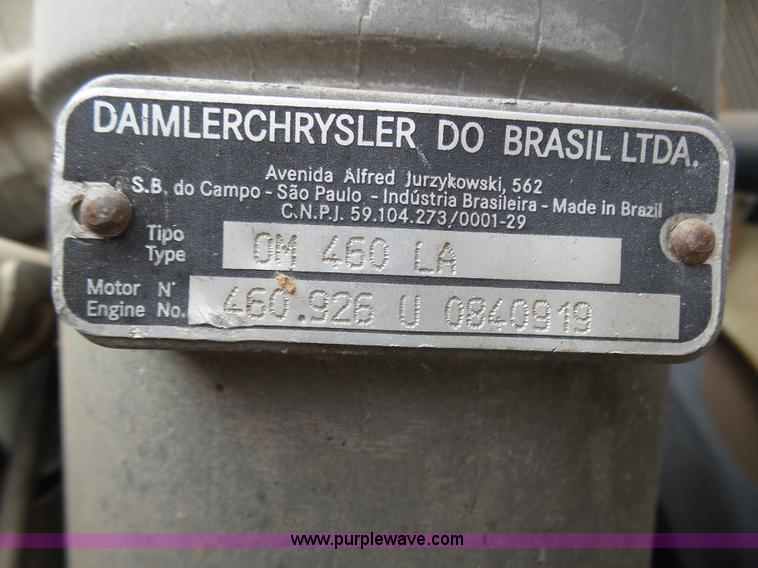 DAIMLERCHRYSLER DO BRASIL LTDA.
Avenida Alfred Jurzykowski, 562
S.B. do Campo - São Paulo - Indústria Brasileira - Made in Brazil
C.N.P.J. 59.104.273/0001-29
Tipo
Type OM 460 LA
Motor N°
Engine No. 460.926 U 0840919
www.purplewave.com